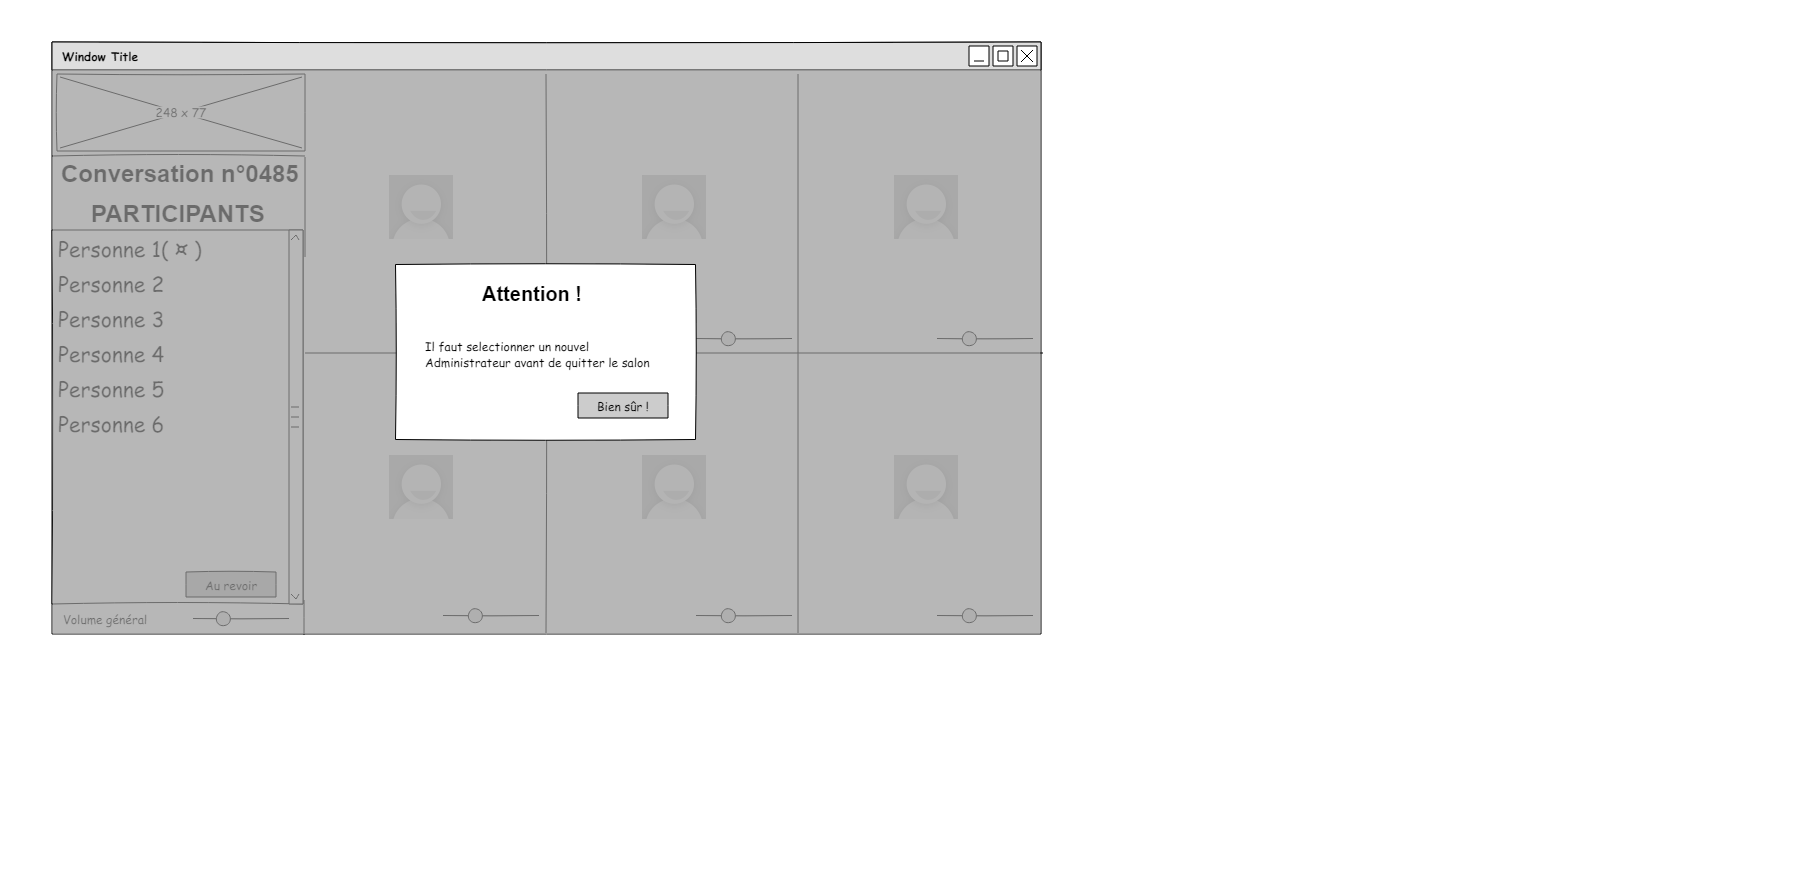 Window Title
248 x 77
Conversation n°0485
PARTICIPANTS
Personne 1( ¤ )
Personne 2
Personne 3
Personne 4
Personne 5
Personne 6
Au revoir
Volume général
Attention !
Il faut selectionner un nouvel
Administrateur avant de quitter le salon
Bien sûr !